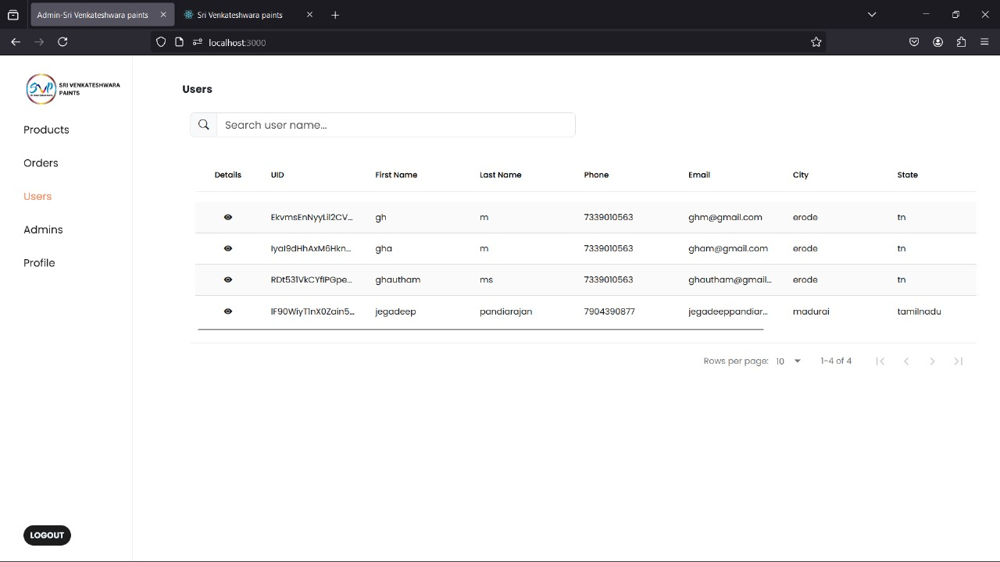 Admin-Sri Venkateshwara paints
Sri Venkateshwara paints
localhost:3000
SVP
SRI VENKATESHWARA
PAINTS
Products
Orders
Users
Admins
Profile
LOGOUT
Users
Search user name...
Details UID First Name Last Name Phone Email City State
EkvmsEnNyyLil2CV... gh m 7339010563 ghm@gmail.com erode tn
IyaI9dHhAxM6Hkn... gha m 7339010563 gham@gmail.com erode tn
RDt531VkCYfIPGpe... ghautham ms 7339010563 ghautham@gmail... erode tn
IF90WiyT1nX0Zain5... jegadeep pandiarajan 7904390877 jegadeeppandiar... madurai tamilnadu
Rows per page: 10 1-4 of 4